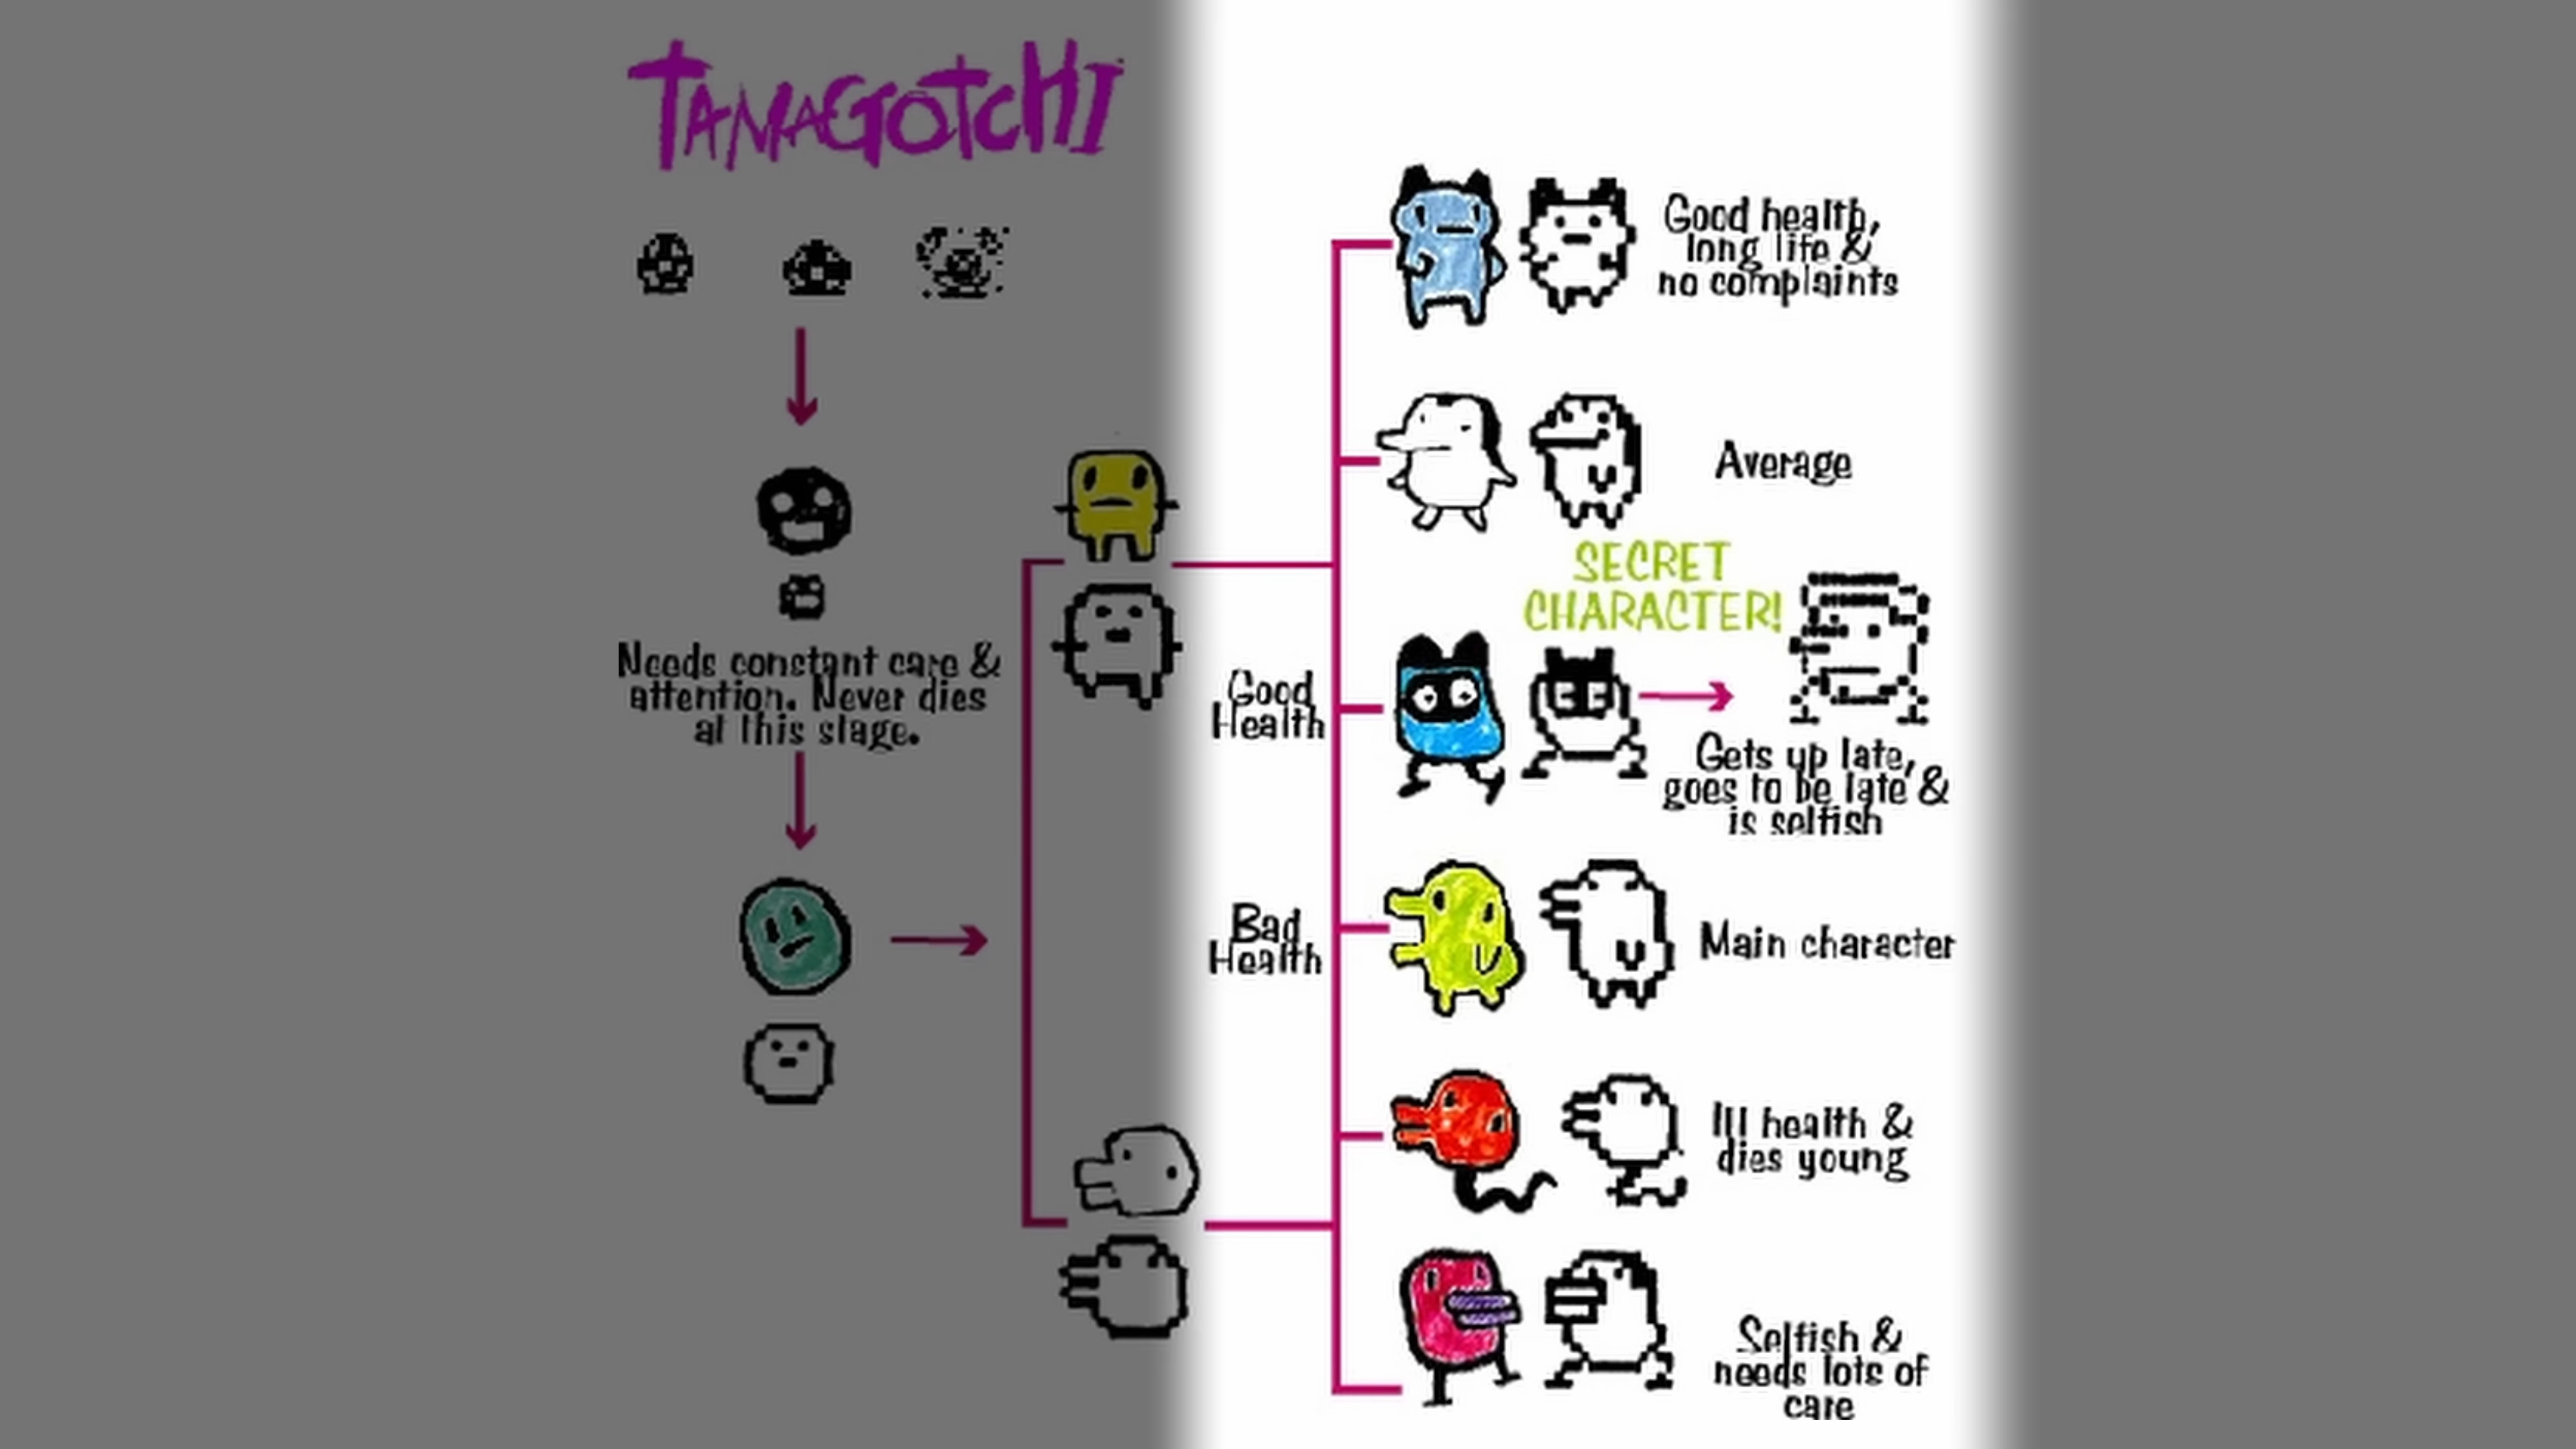 TAMAGOTCHI
Good health,
long life &
no complaints
Average
SECRET
CHARACTER!
Needs constant care &
attention. Never dies
at this stage.
Good
Health
Gets up late,
goes to be late &
is selfish
Bad
Health
Main character
Ill health &
dies young
Selfish &
needs lots of
care